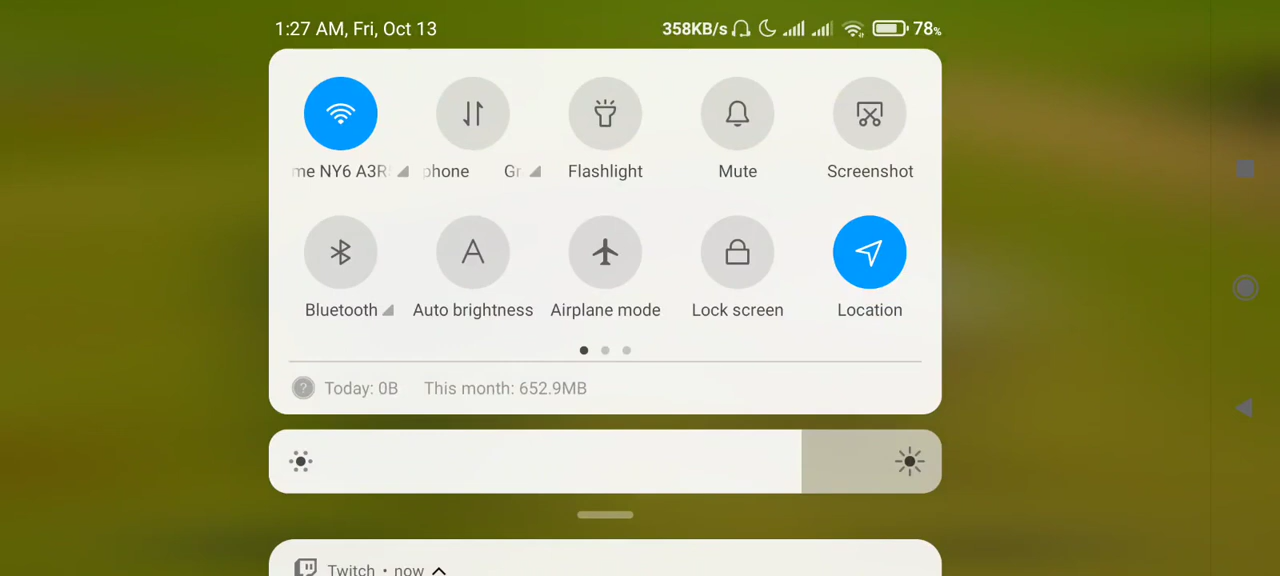 1:27 AM, Fri, Oct 13 358KB/s 78%
me NY6 A3R phone Gr Flashlight Mute Screenshot
Bluetooth Auto brightness Airplane mode Lock screen Location
? Today: 0B This month: 652.9MB
Twitch • now